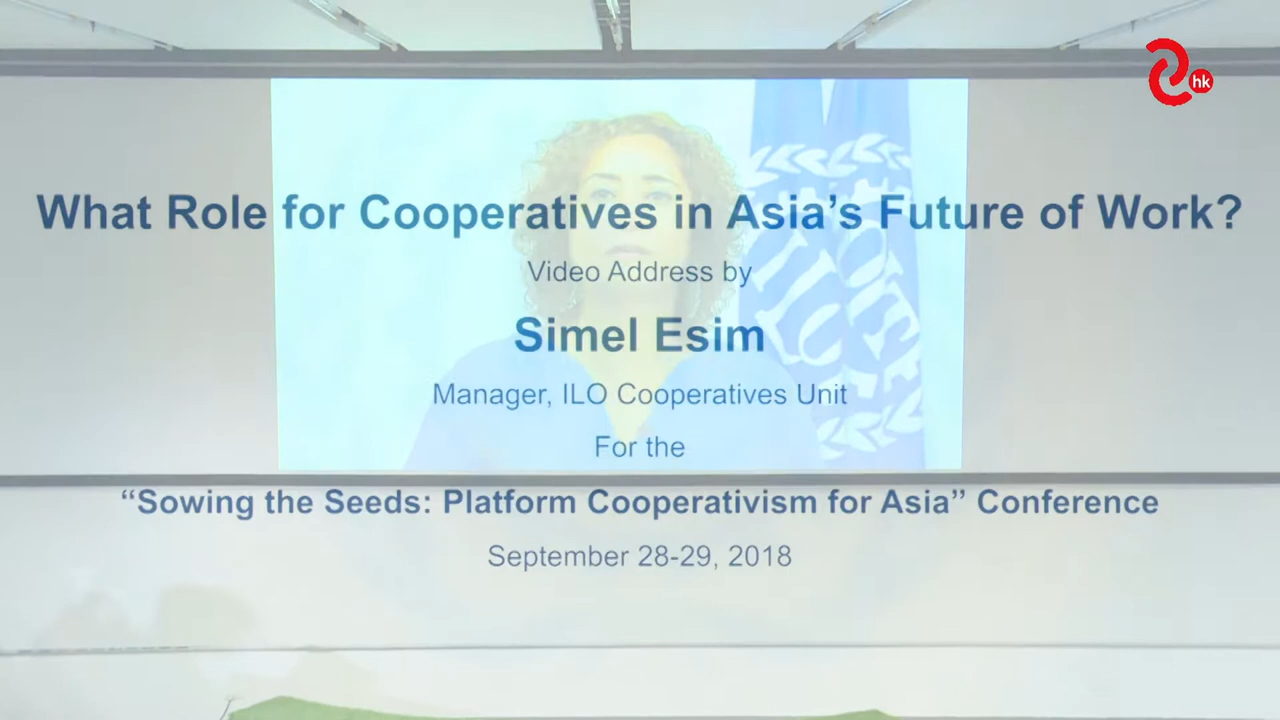 hk
What Role for Cooperatives in Asia’s Future of Work?
Video Address by
Simel Esim
Manager, ILO Cooperatives Unit
For the
“Sowing the Seeds: Platform Cooperativism for Asia” Conference
September 28-29, 2018